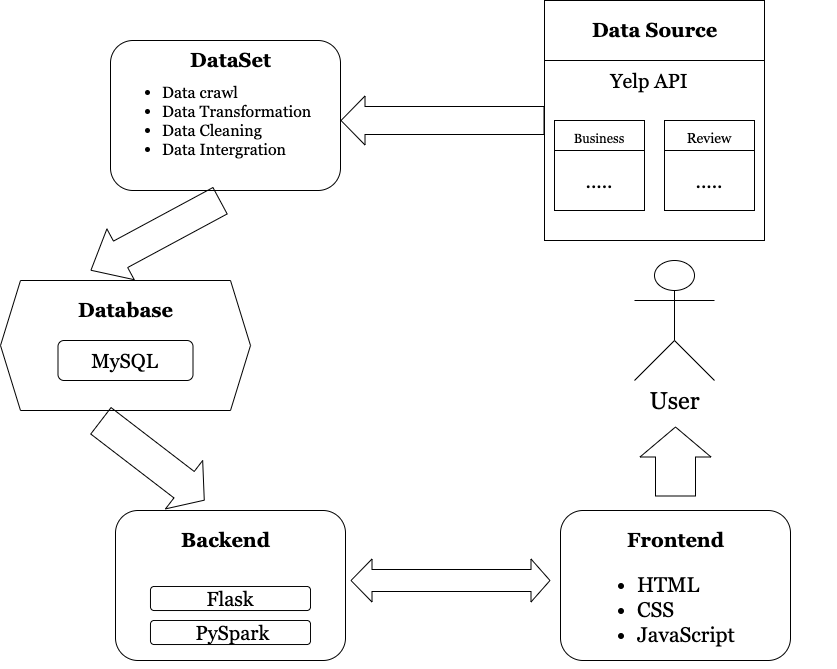 Data Source
Yelp API
Business
Review
.....
.....
DataSet
• Data crawl
• Data Transformation
• Data Cleaning
• Data Intergration
Database
MySQL
Backend
Flask
PySpark
Frontend
• HTML
• CSS
• JavaScript
User